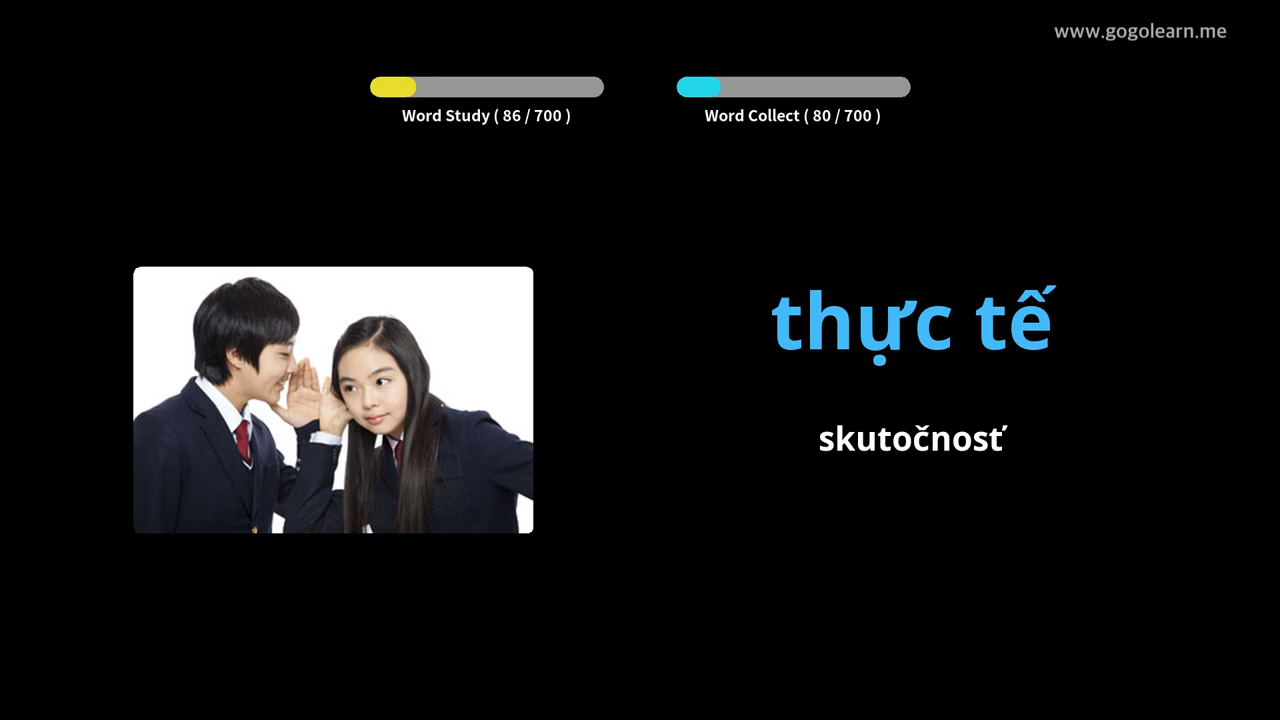 www.gogolearn.me
Word Study ( 86 / 700 )
Word Collect ( 80 / 700 )
thực tế
skutočnosť